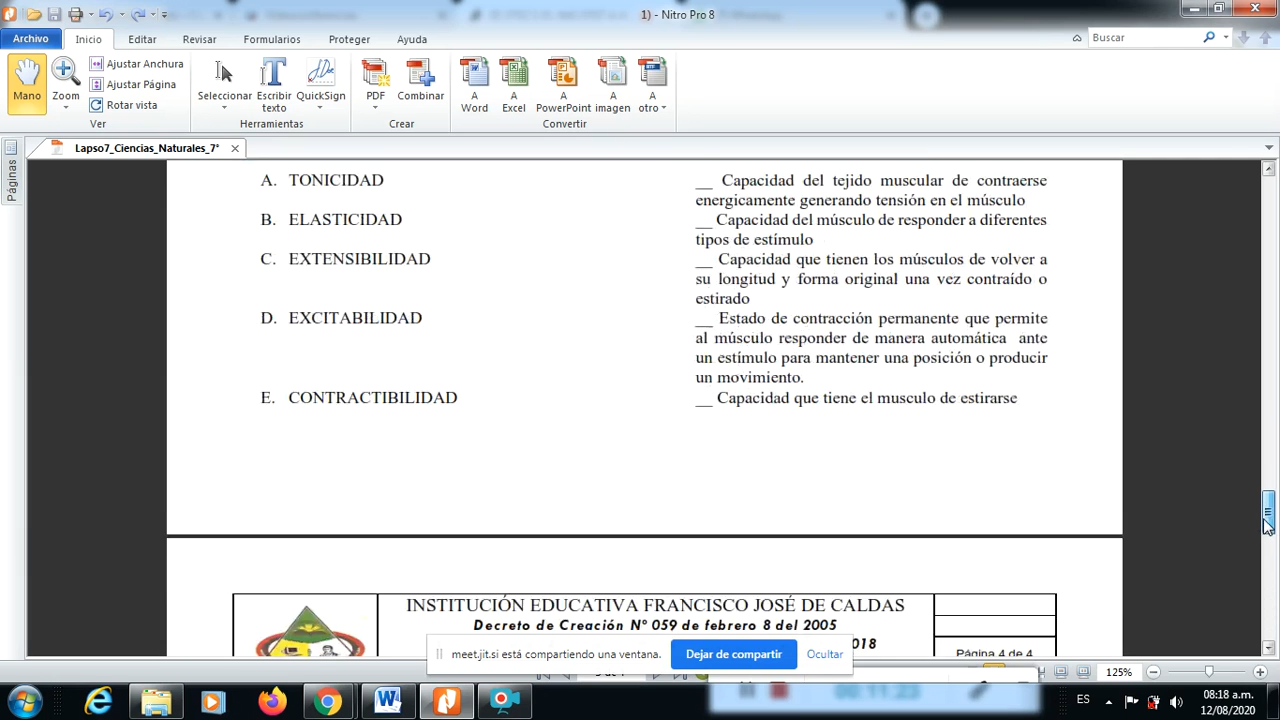 1) - Nitro Pro 8
Archivo Inicio Editar Revisar Formularios Proteger Ayuda Buscar
Mano Zoom Ajustar Anchura
Ajustar Página
Rotar vista
Seleccionar Escribir texto QuickSign PDF Combinar A Word A Excel A PowerPoint A imagen A otro
Ver Herramientas Crear Convertir
Lapso7_Ciencias_Naturales_7°
Páginas
A. TONICIDAD
__ Capacidad del tejido muscular de contraerse
energicamente generando tensión en el músculo
B. ELASTICIDAD
__ Capacidad del músculo de responder a diferentes
tipos de estímulo
C. EXTENSIBILIDAD
__ Capacidad que tienen los músculos de volver a
su longitud y forma original una vez contraído o
estirado
D. EXCITABILIDAD
__ Estado de contracción permanente que permite
al músculo responder de manera automática ante
un estímulo para mantener una posición o producir
un movimiento.
E. CONTRACTIBILIDAD
__ Capacidad que tiene el musculo de estirarse
INSTITUCIÓN EDUCATIVA FRANCISCO JOSÉ DE CALDAS
Decreto de Creación Nº 059 de febrero 8 del 2005
018
Página 4 de 4
meet.jit.si está compartiendo una ventana. Dejar de compartir Ocultar
125%
ES 08:18 a.m.
12/08/2020